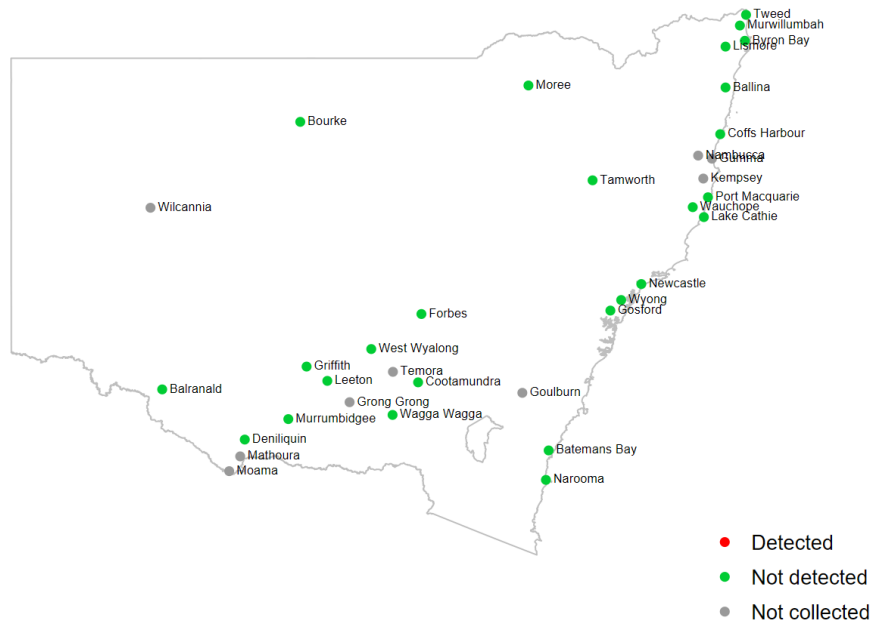 Tweed
Murwillumbah
Byron Bay
Lismore
Moree
Ballina
Bourke
Coffs Harbour
Nambucca
Gumma
Kempsey
Tamworth
Port Macquarie
Wauchope
Wilcannia
Lake Cathie
Newcastle
Wyong
Gosford
Forbes
West Wyalong
Griffith
Temora
Leeton
Cootamundra
Balranald
Goulburn
Grong Grong
Wagga Wagga
Murrumbidgee
Deniliquin
Batemans Bay
Mathoura
Moama
Narooma
Detected
Not detected
Not collected